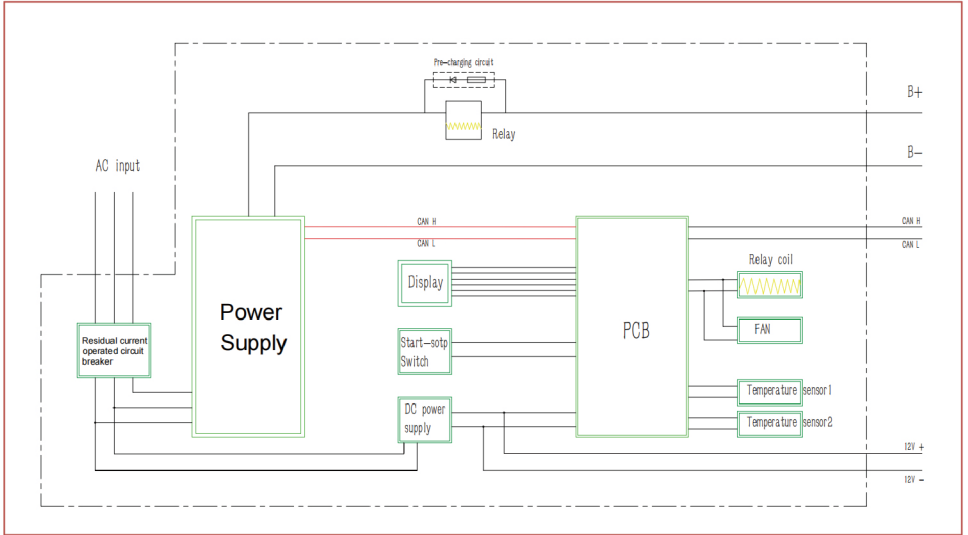 Pre-charging circuit
B+
Relay
B-
AC input
CAN H
CAN L
CAN H
CAN L
Relay coil
Display
Power
Supply
PCB
FAN
Residual current
operated circuit
breaker
Start-sotp
Switch
Temperature sensor1
DC power
supply
Temperature sensor2
12V +
12V -